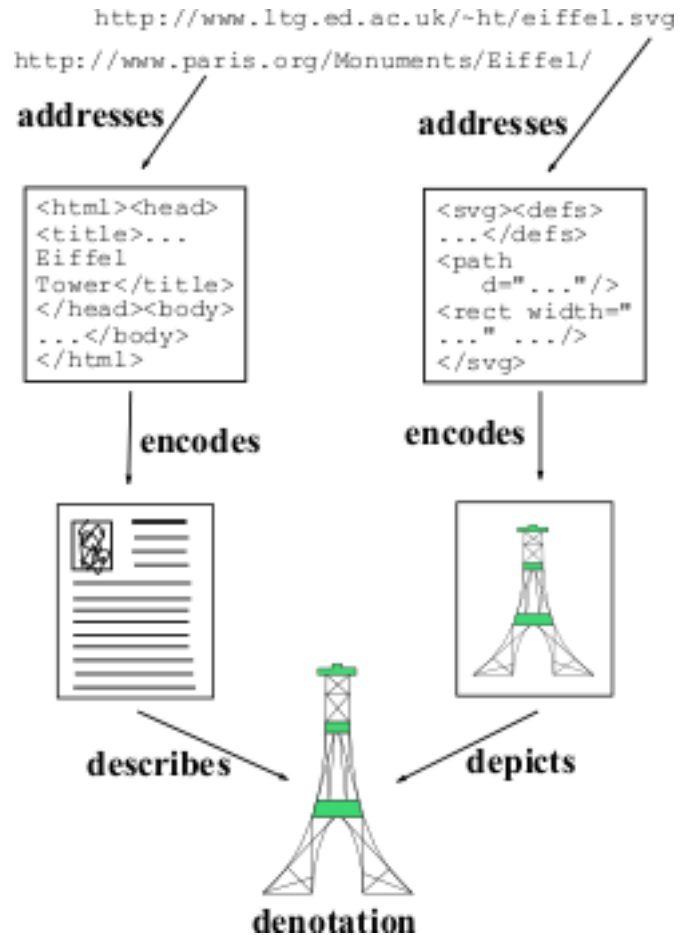 http://www.ltg.ed.ac.uk/~ht/eiffel.svg
http://www.paris.org/Monuments/Eiffel/
addresses
addresses
<html><head>
<title>...
Eiffel
Tower</title>
</head><body>
...</body>
</html>
<svg><defs>
...</defs>
<path
d="..."/>
<rect width="
..." .../>
</svg>
encodes
encodes
describes
depicts
denotation